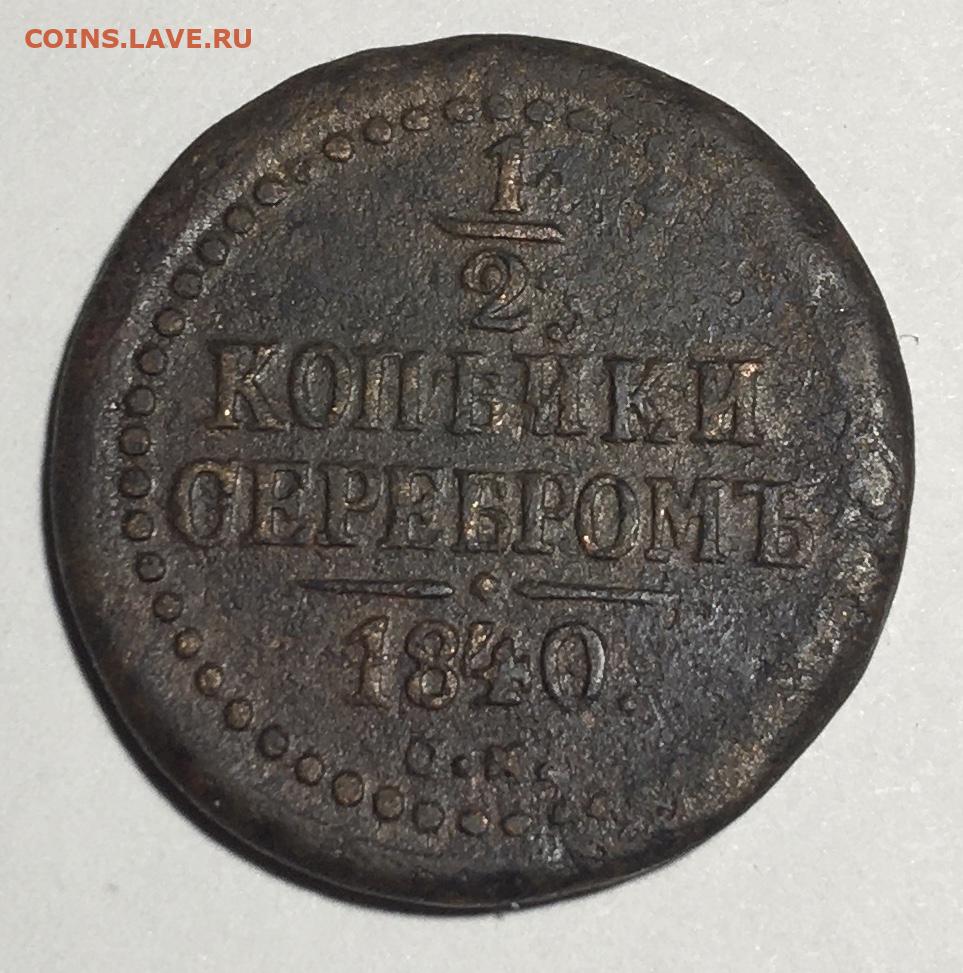 COINS.LAVE.RU
1
2.
КОПѢЙКИ
СЕРЕБРОМЪ
1840.
С.М.